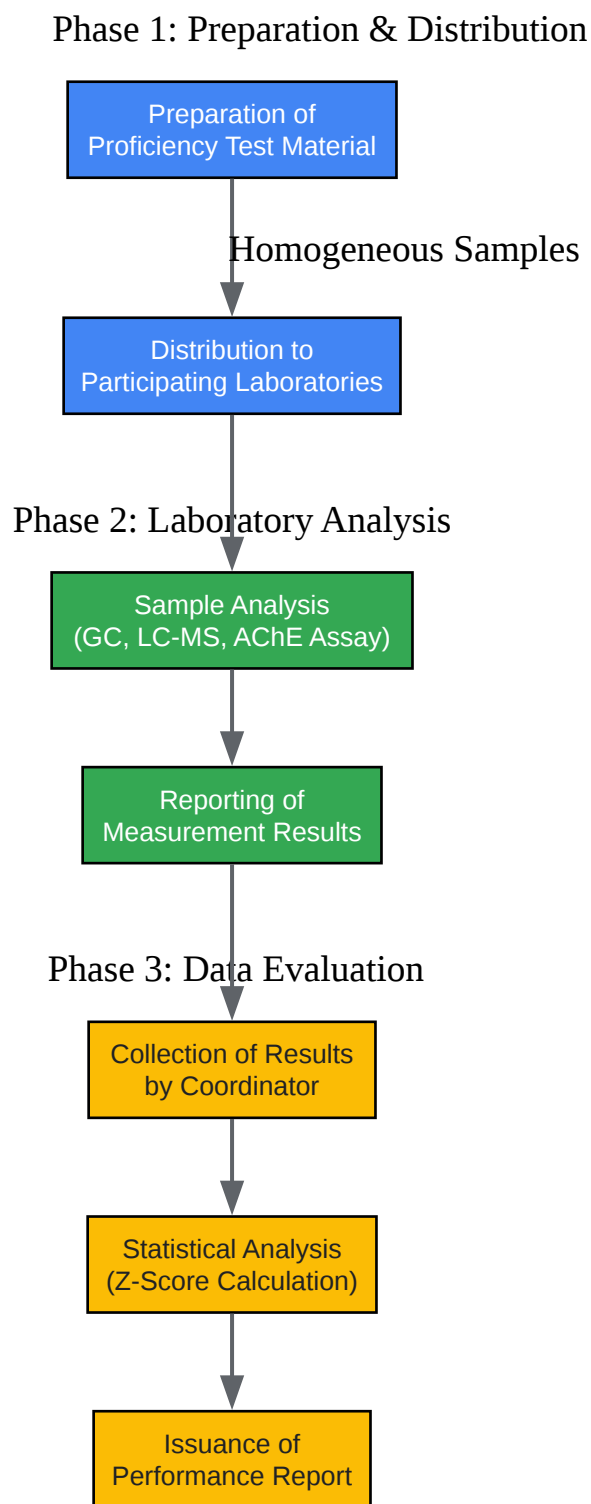 Phase 1: Preparation & Distribution
Preparation of
Proficiency Test Material
Homogeneous Samples
Distribution to
Participating Laboratories
Phase 2: Laboratory Analysis
Sample Analysis
(GC, LC-MS, AChE Assay)
Reporting of
Measurement Results
Phase 3: Data Evaluation
Collection of Results
by Coordinator
Statistical Analysis
(Z-Score Calculation)
Issuance of
Performance Report